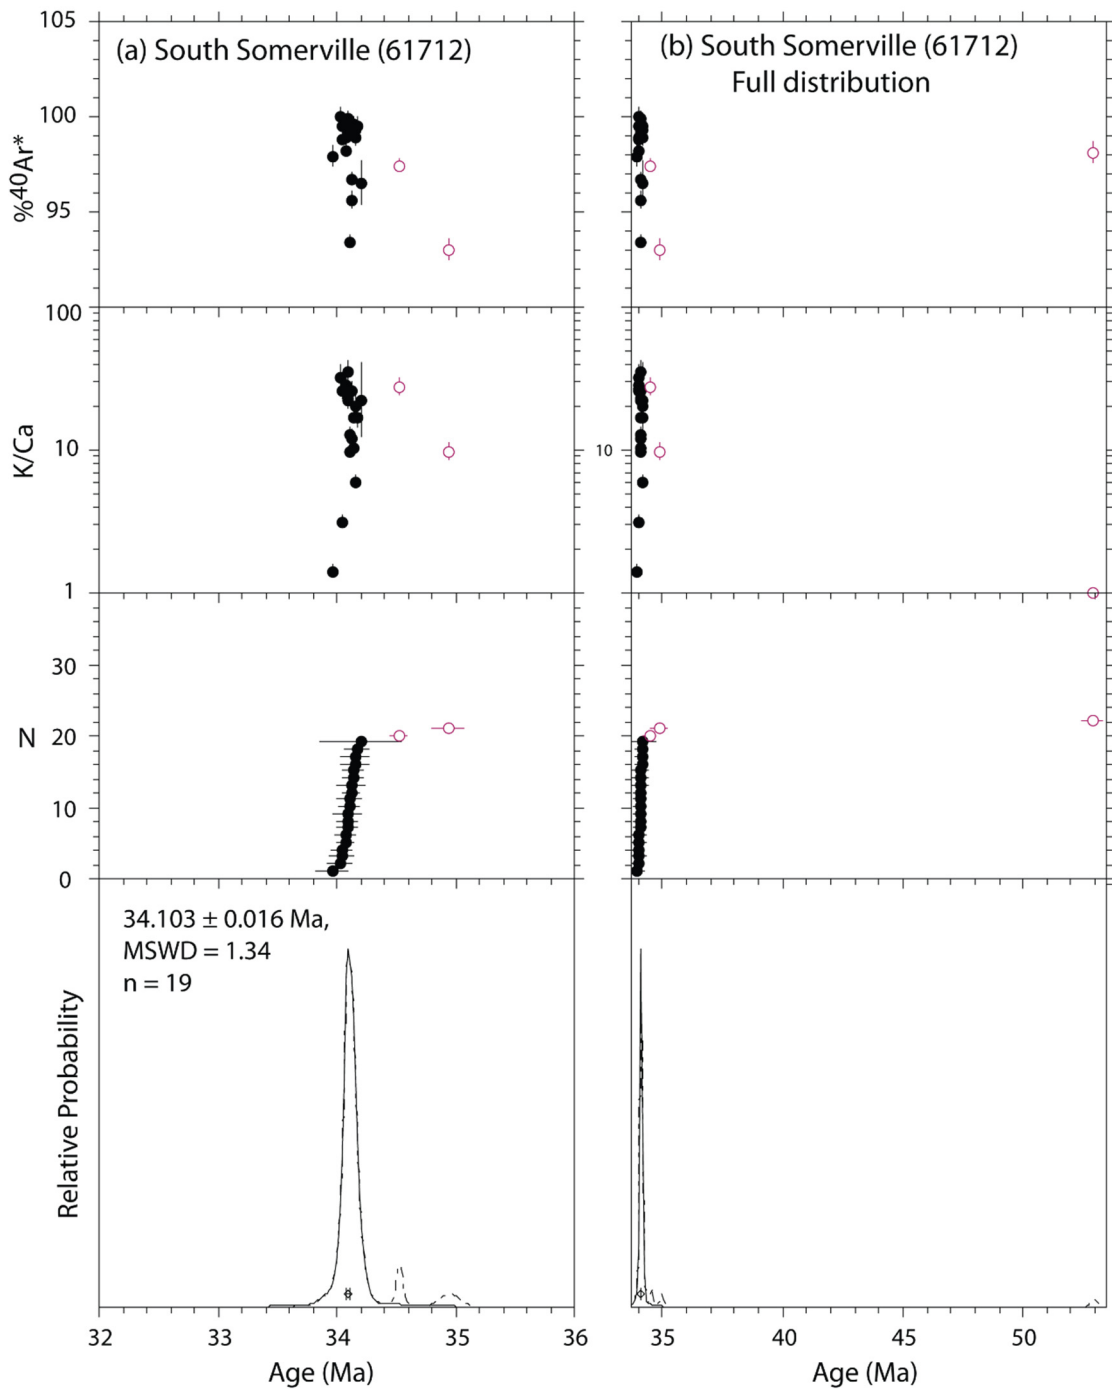 (a) South Somerville (61712)
105
100
95
%40Ar*
100
10
1
K/Ca
30
20
10
0
N
34.103 ± 0.016 Ma,
MSWD = 1.34
n = 19
Relative Probability
32
34
35
36
Age (Ma)
(b) South Somerville (61712)
Full distribution
10
35
40
45
50
Age (Ma)